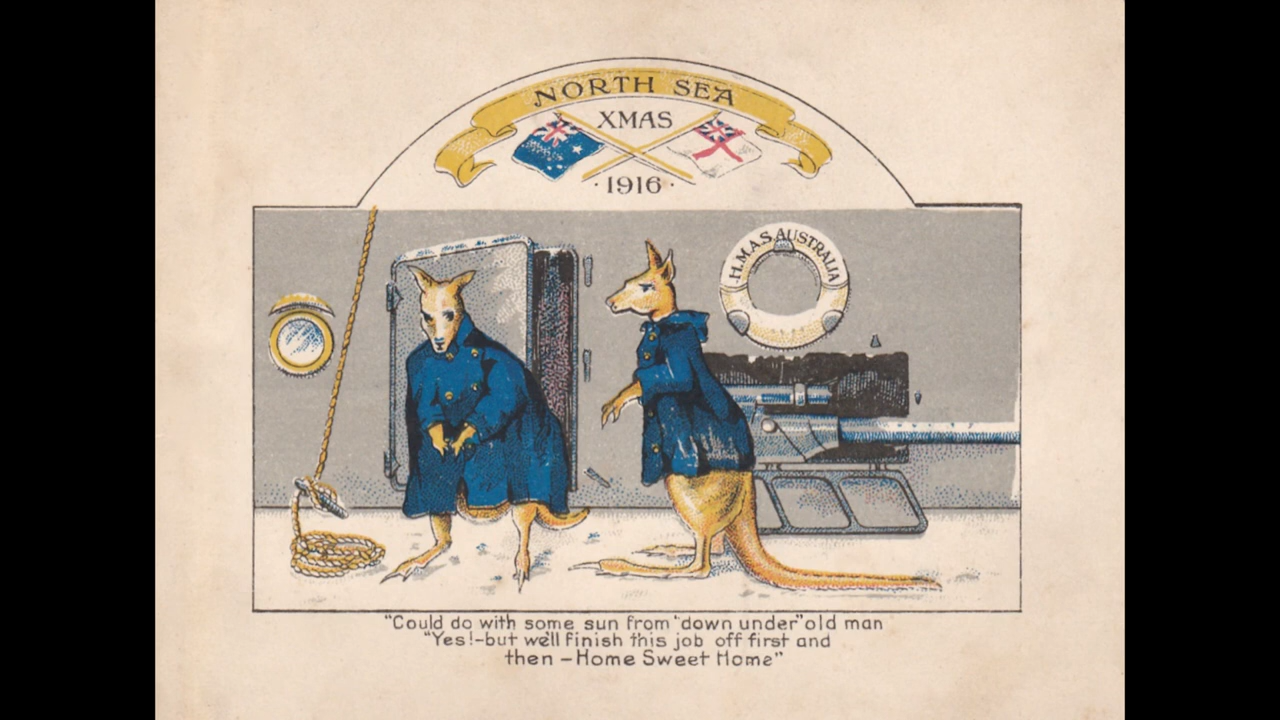 NORTH SEA
XMAS
·1916·
H.M.A.S. AUSTRALIA
"Could do with some sun from "down under" old man
"Yes!-but we'll finish this job off first and
then -Home Sweet Home"